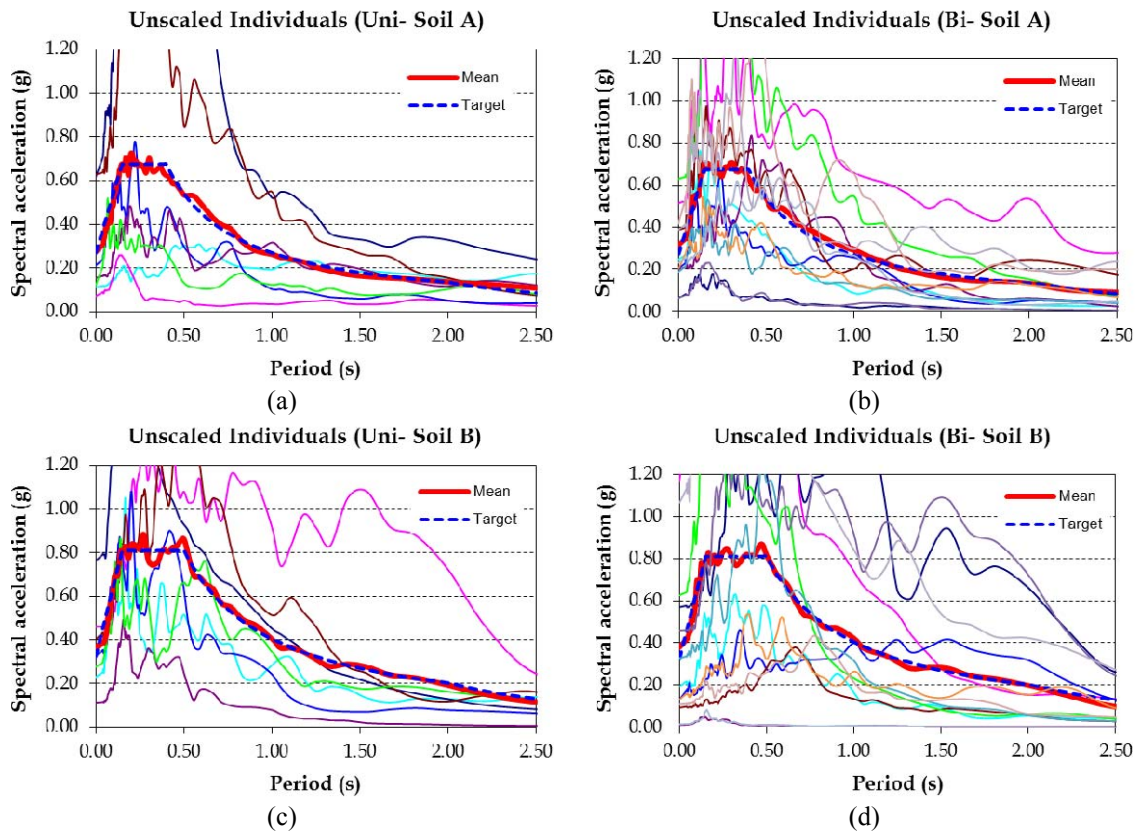 Unscaled Individuals (Uni- Soil A)
Spectral acceleration (g)
1.20
1.00
0.80
0.60
0.40
0.20
0.00
Mean
Target
0.00 0.50 1.00 1.50 2.00 2.50
Period (s)
(a)
Unscaled Individuals (Bi- Soil A)
Spectral acceleration (g)
1.20
1.00
0.80
0.60
0.40
0.20
0.00
Mean
Target
0.00 0.50 1.00 1.50 2.00 2.50
Period (s)
(b)
Unscaled Individuals (Uni- Soil B)
Spectral acceleration (g)
1.20
1.00
0.80
0.60
0.40
0.20
0.00
Mean
Target
0.00 0.50 1.00 1.50 2.00 2.50
Period (s)
(c)
Unscaled Individuals (Bi- Soil B)
Spectral acceleration (g)
1.20
1.00
0.80
0.60
0.40
0.20
0.00
Mean
Target
0.00 0.50 1.00 1.50 2.00 2.50
Period (s)
(d)